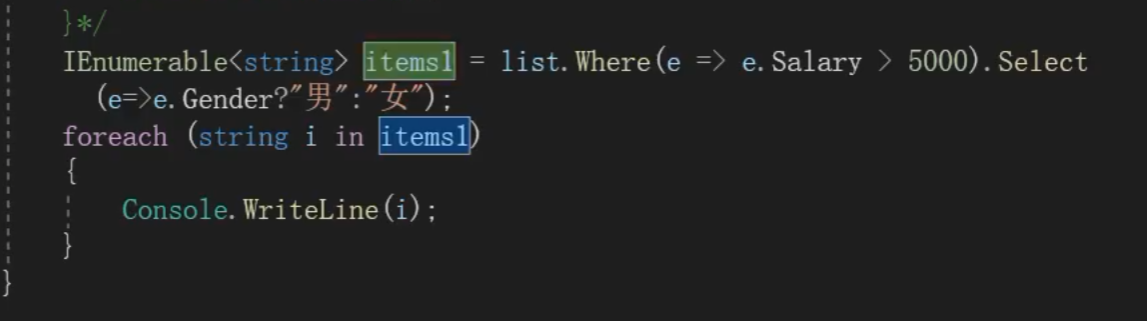 }*/
IEnumerable<string> items1 = list.Where(e => e.Salary > 5000).Select
(e=>e.Gender?"男":"女");
foreach (string i in items1)
{
Console.WriteLine(i);
}
}